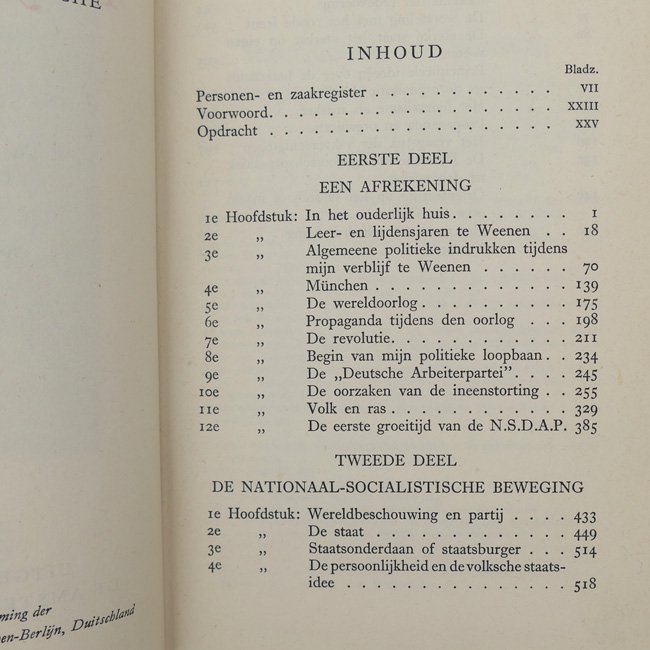 CHE
INHOUD
Bladz.
Personen- en zaakregister . . . . . . . . . . . . VII
Voorwoord. . . . . . . . . . . . . . . . . . XXIII
Opdracht . . . . . . . . . . . . . . . . . . XXV
EERSTE DEEL
EEN AFREKENING
1e Hoofdstuk: In het ouderlijk huis. . . . . . . . 1
2e „ Leer- en lijdensjaren te Weenen . . 18
3e „ Algemeene politieke indrukken tijdens
mijn verblijf te Weenen . . . . . . 70
4e „ München . . . . . . . . . . . . 139
5e „ De wereldoorlog . . . . . . . . . 175
6e „ Propaganda tijdens den oorlog . . . 198
7e „ De revolutie. . . . . . . . . . . 211
8e „ Begin van mijn politieke loopbaan. . 234
9e „ De „Deutsche Arbeiterpartei”. . . . 245
10e „ De oorzaken van de ineenstorting . . 255
11e „ Volk en ras . . . . . . . . . . . 329
12e „ De eerste groeitijd van de N.S.D.A.P. 385
TWEEDE DEEL
DE NATIONAAL-SOCIALISTISCHE BEWEGING
1e Hoofdstuk: Wereldbeschouwing en partij . . . . 433
2e „ De staat . . . . . . . . . . . . 449
3e „ Staatsonderdaan of staatsburger . . . 514
4e „ De persoonlijkheid en de volksche staats-
idee . . . . . . . . . . . . . 518
ming der
en-Berlijn, Duitschland